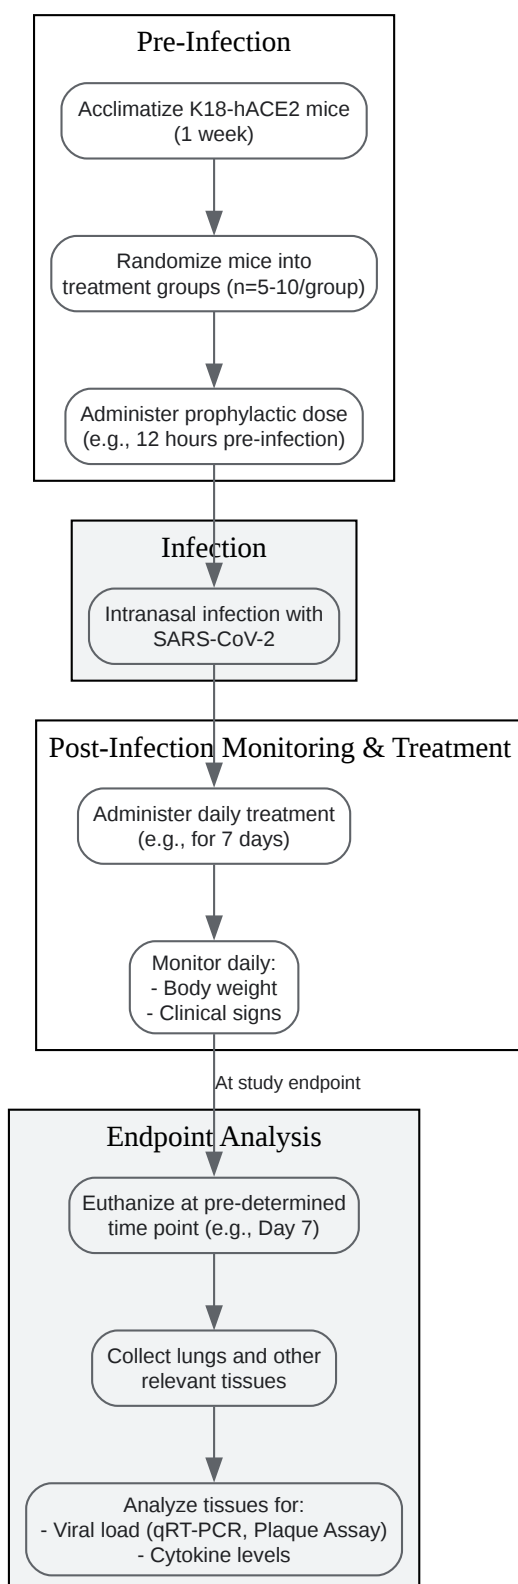 Pre-Infection
Acclimatize K18-hACE2 mice
(1 week)
Randomize mice into
treatment groups (n=5-10/group)
Administer prophylactic dose
(e.g., 12 hours pre-infection)
Infection
Intranasal infection with
SARS-CoV-2
Post-Infection Monitoring & Treatment
Administer daily treatment
(e.g., for 7 days)
Monitor daily:
- Body weight
- Clinical signs
At study endpoint
Endpoint Analysis
Euthanize at pre-determined
time point (e.g., Day 7)
Collect lungs and other
relevant tissues
Analyze tissues for:
- Viral load (qRT-PCR, Plaque Assay)
- Cytokine levels